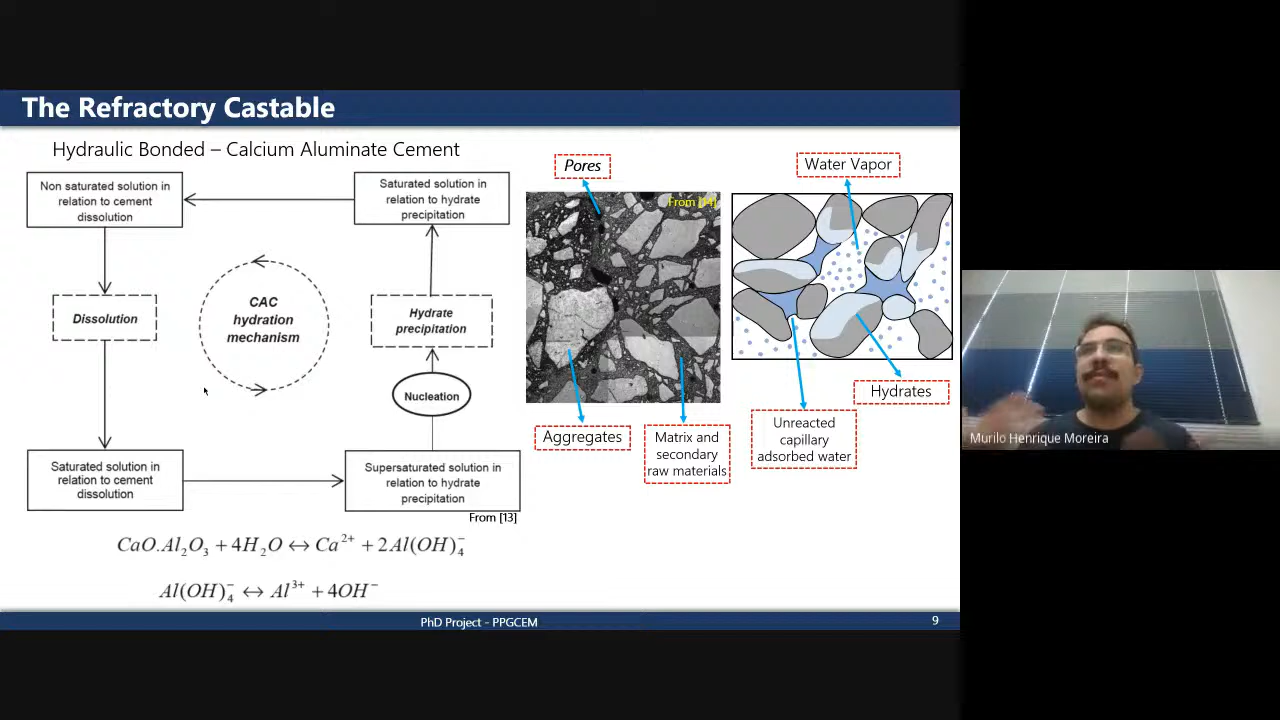 The Refractory Castable
Hydraulic Bonded – Calcium Aluminate Cement
Non saturated solution in
relation to cement
dissolution
Saturated solution in
relation to hydrate
precipitation
Dissolution
CAC
hydration
mechanism
Hydrate
precipitation
Nucleation
Saturated solution in
relation to cement
dissolution
Supersaturated solution in
relation to hydrate
precipitation
From [13]
CaO.Al₂O₃ + 4H₂O ↔ Ca²⁺ + 2Al(OH)₄⁻
Al(OH)₄⁻ ↔ Al³⁺ + 4OH⁻
Pores
From [14]
Aggregates
Matrix and
secondary
raw materials
Water Vapor
Hydrates
Unreacted
capillary
adsorbed water
PhD Project - PPGCEM
9
Murilo Henrique Moreira